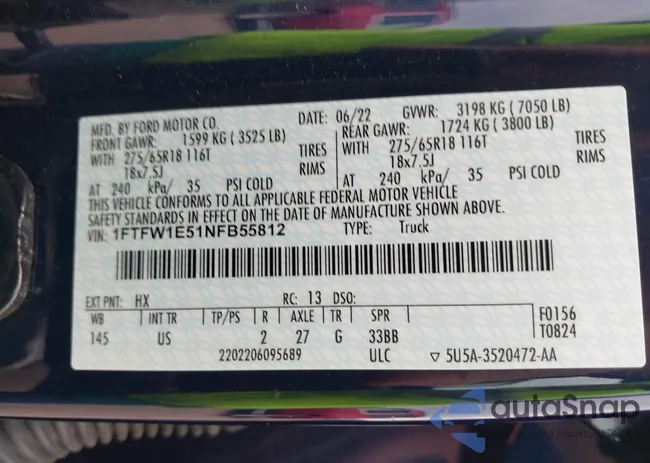 MFD. BY FORD MOTOR CO.
DATE: 06/22 GVWR: 3198 KG ( 7050 LB)
FRONT GAWR: 1599 KG ( 3525 LB)
REAR GAWR: 1724 KG ( 3800 LB)
WITH 275/65R18 116T TIRES
WITH 275/65R18 116T TIRES
18x7.5J RIMS
18x7.5J RIMS
AT 240 kPa/ 35 PSI COLD
AT 240 kPa/ 35 PSI COLD
THIS VEHICLE CONFORMS TO ALL APPLICABLE FEDERAL MOTOR VEHICLE
SAFETY STANDARDS IN EFFECT ON THE DATE OF MANUFACTURE SHOWN ABOVE.
VIN: 1FTFW1E51NFB55812 TYPE: Truck
EXT PNT: HX RC: 13 DSO:
WB INT TR TP/PS R AXLE TR SPR F0156
145 US 2 27 G 33BB T0824
2202206095689 ULC ▽ 5U5A-3520472-AA
autoSnap